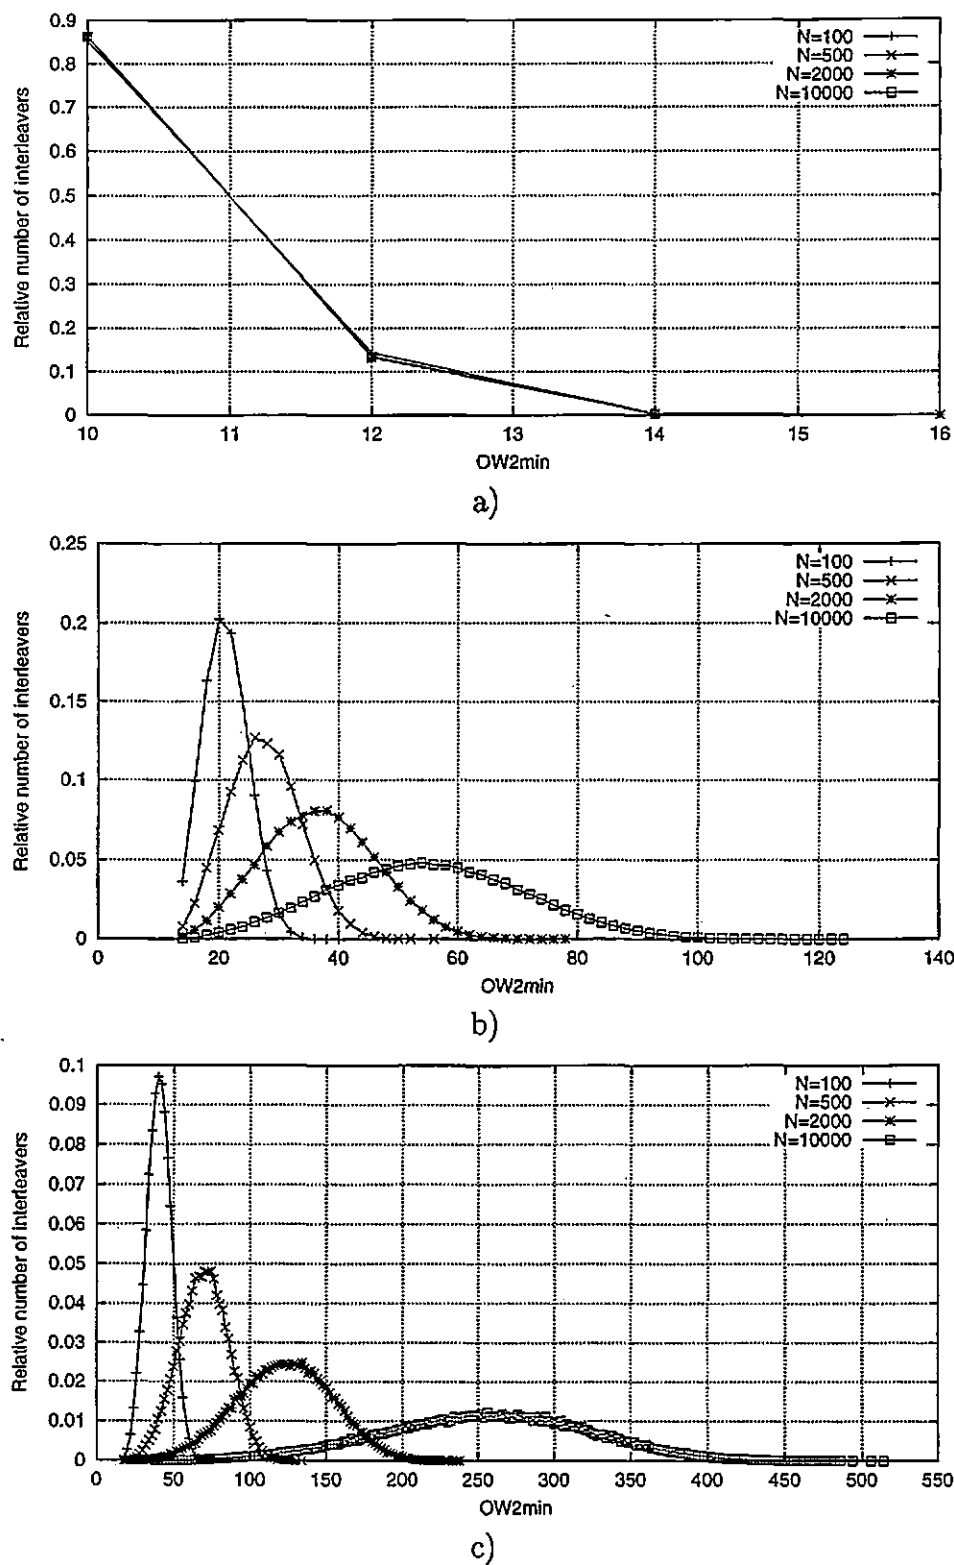 0.9
0.8
0.7
0.6
0.5
0.4
0.3
0.2
0.1
0
Relative number of interleavers
N=100
N=500
N=2000
N=10000
10 11 12 13 14 15 16
OW2min
a)
0.25
0.2
0.15
0.1
0.05
0
Relative number of interleavers
N=100
N=500
N=2000
N=10000
0 20 40 60 80 100 120 140
OW2min
b)
0.1
0.09
0.08
0.07
0.06
0.05
0.04
0.03
0.02
0.01
0
Relative number of interleavers
N=100
N=500
N=2000
N=10000
0 50 100 150 200 250 300 350 400 450 500 550
OW2min
c)